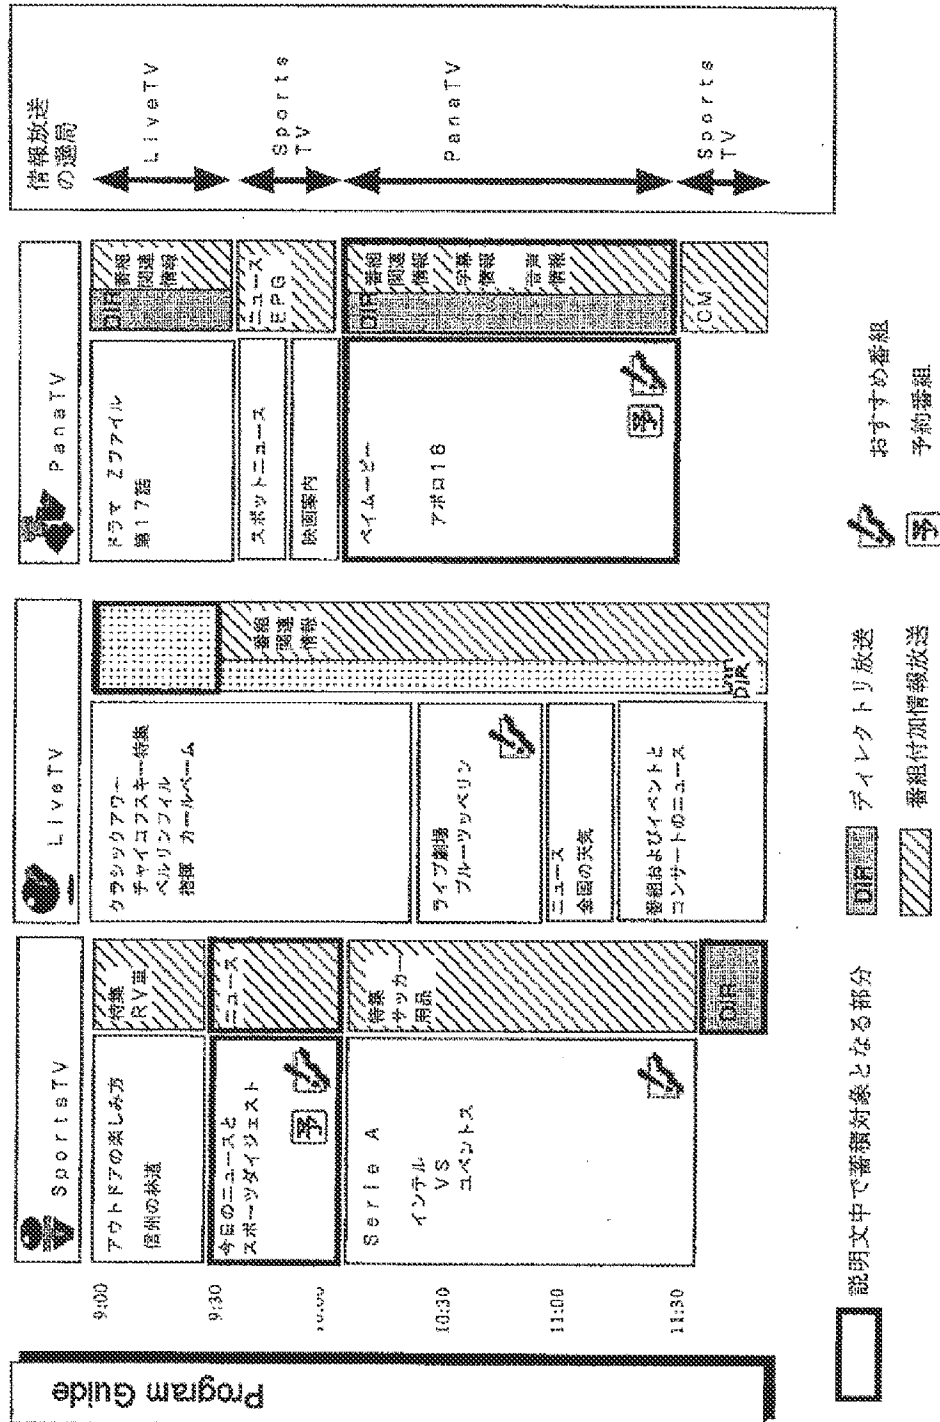 Program Guide
9:00
9:30
10:00
10:30
11:00
11:30
SportsTV
アウトドアの楽しみ方
信州の林道
特集
RV車
今日のニュースと
スポーツダイジェスト
予
ニュース
Serie A
インテル
VS
ユベントス
特集
サッカー
用品
DIR
LiveTV
クラシックアワー
チャイコフスキー特集
ベルリンフィル
指揮 カールベーム
ライブ劇場
ブルーツッペリン
ニュース
全国の天気
番組およびイベントと
コンサートのニュース
番組
関連
情報
DIR
PanaTV
ドラマ Zファイル
第17話
DIR
番組
関連
情報
スポットニュース
映画案内
ニュース
EPG
ベイムービー
アポロ18
予
DIR
番組
関連
情報
字幕
情報
音声
情報
CM
情報放送
の選局
LiveTV
Sports
TV
PanaTV
Sports
TV
説明文中で蓄積対象となる部分
DIR ディレクトリ放送
番組付加情報放送
おすすめ番組
予 予約番組